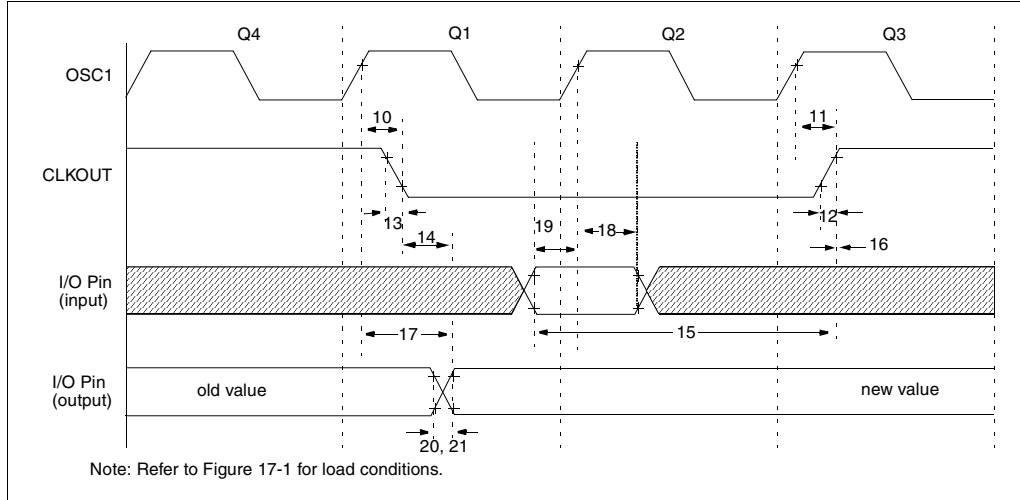 Q4 Q1 Q2 Q3
OSC1
10 11
CLKOUT
13 12
14 19 18 16
I/O Pin
(input)
17 15
I/O Pin
(output)
old value new value
20, 21
Note: Refer to Figure 17-1 for load conditions.